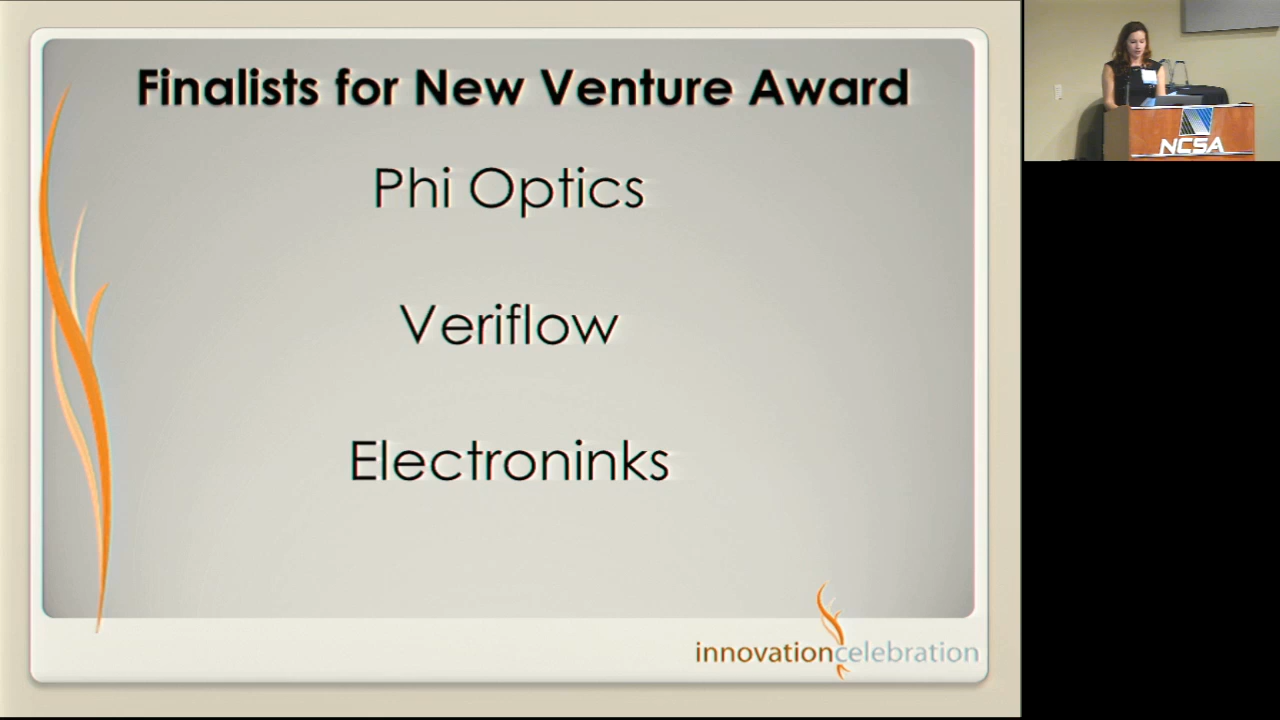 Finalists for New Venture Award
Phi Optics
Veriflow
Electroninks
innovationcelebration
NCSA